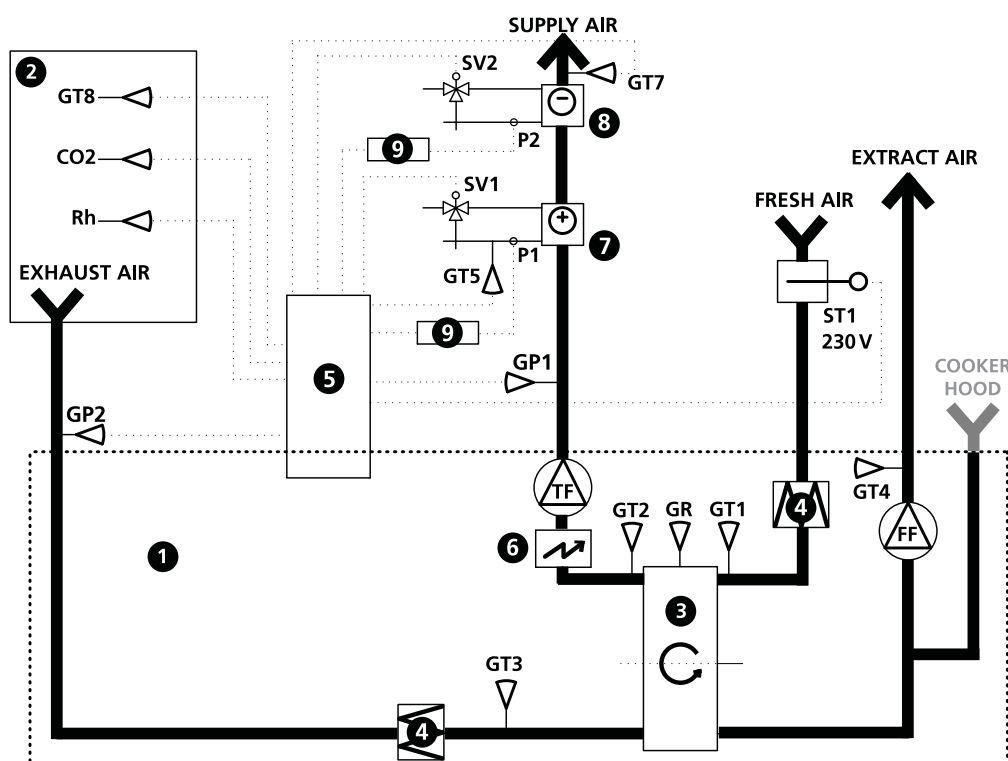 SUPPLY AIR
2
GT8
CO2
Rh
EXHAUST AIR
SV2
GT7
−
8
P2
9
SV1
+
7
P1
GT5
9
EXTRACT AIR
FRESH AIR
ST1
230 V
5
GP1
GP2
COOKER
HOOD
TF
4
GT4
FF
GT2
GR
GT1
6
1
3
GT3
4